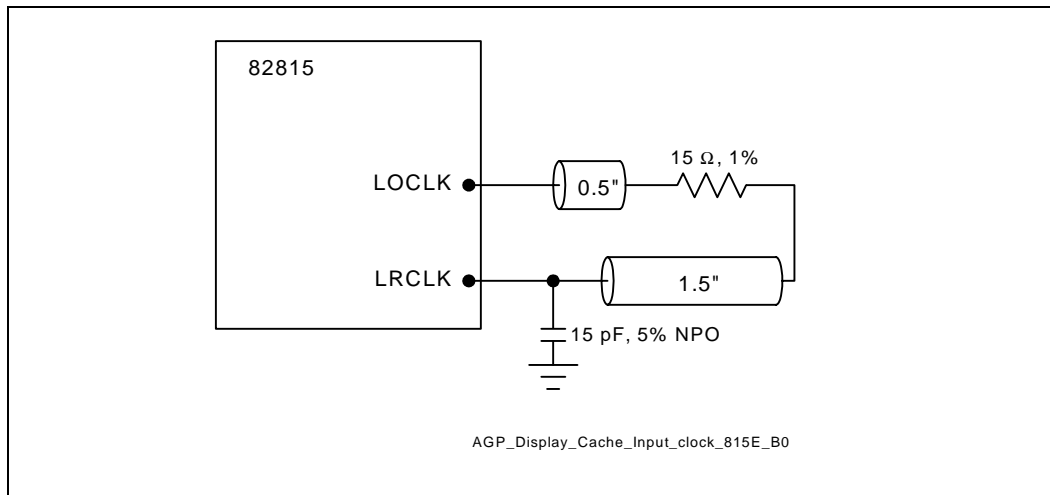 82815
15 Ω, 1%
LOCLK
0.5"
LRCLK
1.5"
15 pF, 5% NPO
AGP_Display_Cache_Input_clock_815E_B0